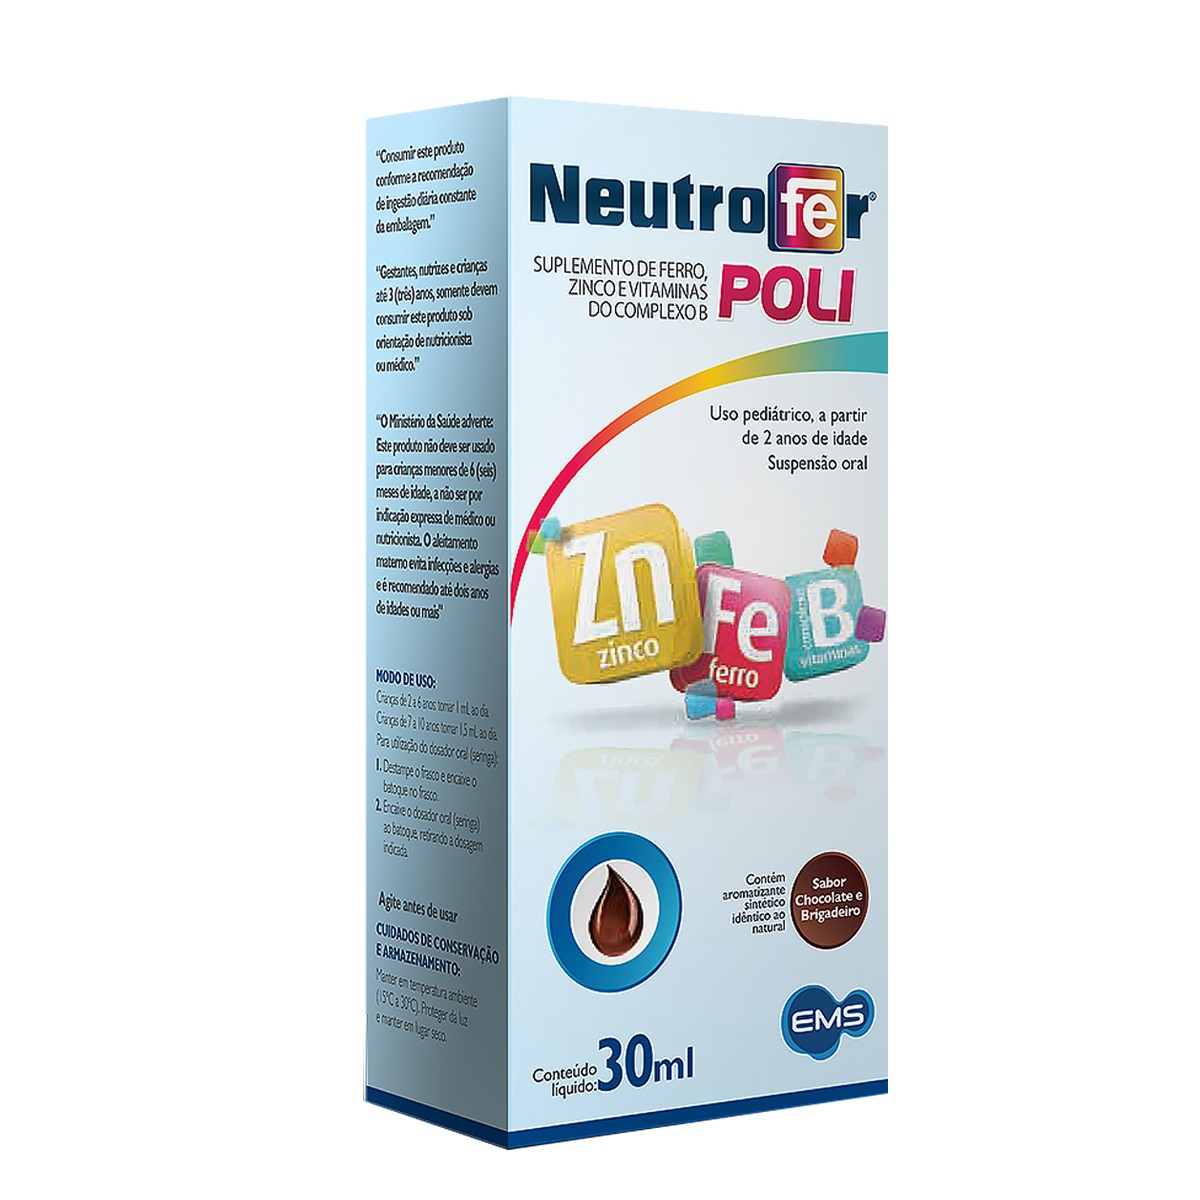 "Consumir este produto
conforme a recomendação
de ingestão diária constante
da embalagem."
"Gestantes, nutrizes e crianças
até 3 (três) anos, somente devem
consumir este produto sob
orientação de nutricionista
ou médico."
"O Ministério da Saúde adverte:
Este produto não deve ser usado
para crianças menores de 6 (seis)
meses de idade, a não ser por
indicação expressa de médico ou
nutricionista. O aleitamento
materno evita infecções e alergias
e é recomendado até dois anos
de idades ou mais"
MODO DE USO:
Crianças de 2 a 6 anos tomar 1 mL ao dia.
Crianças de 7 a 10 anos tomar 1,5 mL ao dia.
Para utilização do dosador oral (seringa):
1. Destampe o frasco e encaixe o
batoque no frasco.
2. Encaixe o dosador oral (seringa)
ao batoque, retirando a dosagem
indicada.
Agite antes de usar
CUIDADOS DE CONSERVAÇÃO
E ARMAZENAMENTO:
Manter em temperatura ambiente
(15ºC a 30ºC). Proteger da luz
e manter em lugar seco.
Neutrofer®
SUPLEMENTO DE FERRO,
ZINCO E VITAMINAS
DO COMPLEXO B
POLI
Uso pediátrico, a partir
de 2 anos de idade
Suspensão oral
Zn
zinco
Fe
ferro
B
Contém
aromatizante
sintético
idêntico ao
natural
Sabor
Chocolate e
Brigadeiro
EMS
Conteúdo
líquido: 30ml